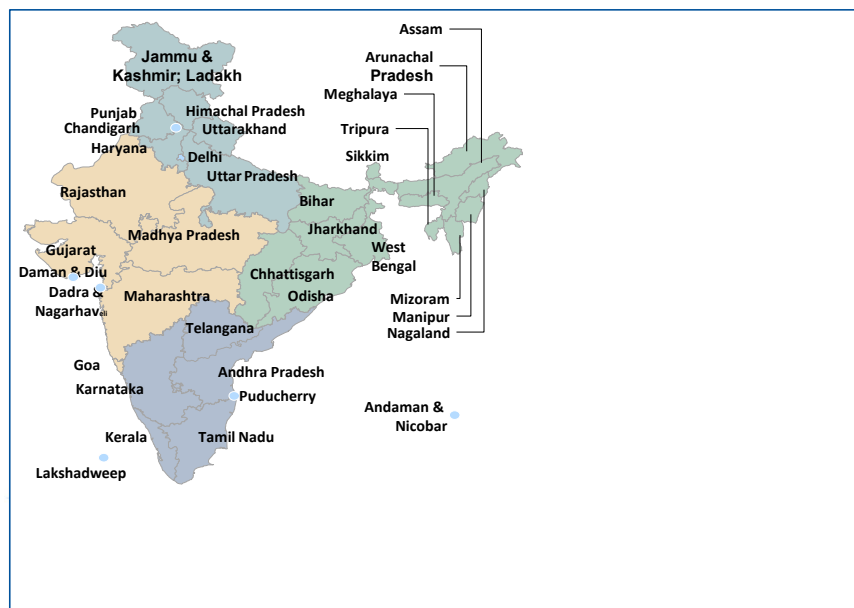 Assam
Arunachal
Pradesh
Meghalaya
Tripura
Sikkim
Jammu &
Kashmir; Ladakh
Punjab
Chandigarh
Haryana
Himachal Pradesh
Uttarakhand
Delhi
Uttar Pradesh
Rajasthan
Bihar
Jharkhand
West
Bengal
Madhya Pradesh
Gujarat
Daman & Diu
Dadra &
Nagarhaveli
Chhattisgarh
Odisha
Maharashtra
Mizoram
Manipur
Nagaland
Telangana
Goa
Karnataka
Andhra Pradesh
Puducherry
Andaman &
Nicobar
Kerala
Tamil Nadu
Lakshadweep